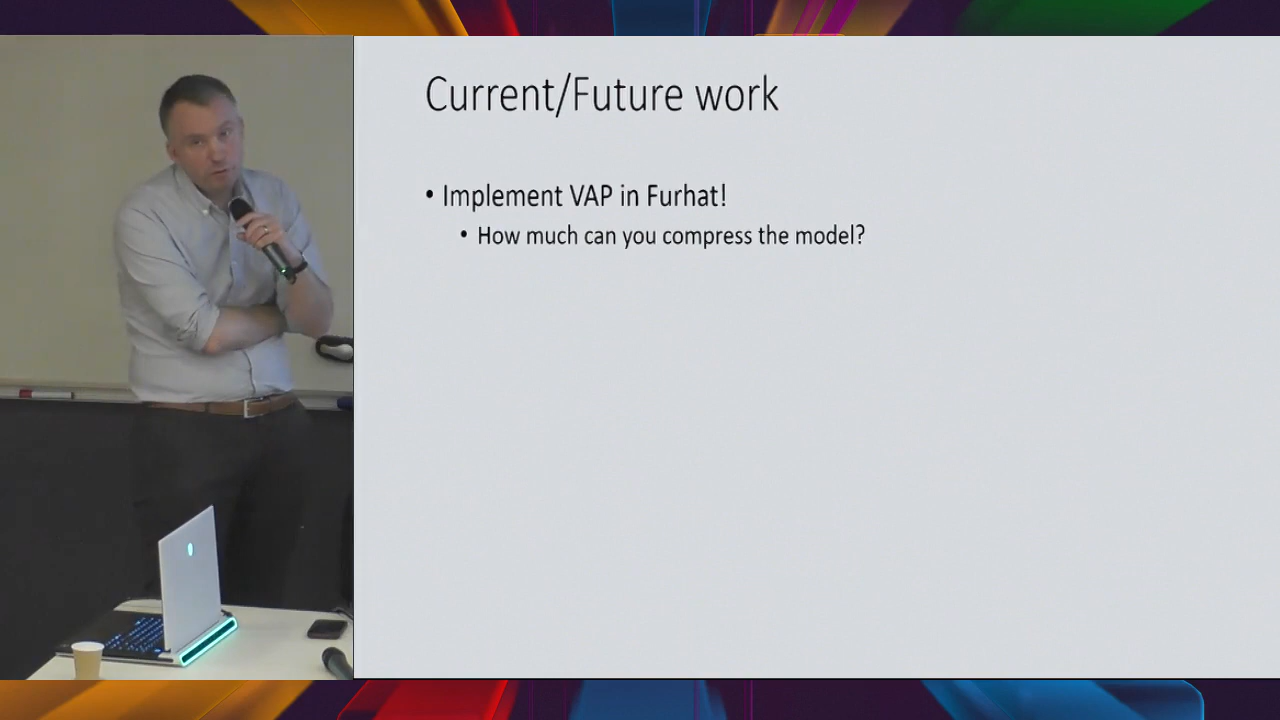 Current/Future work
• Implement VAP in Furhat!
• How much can you compress the model?